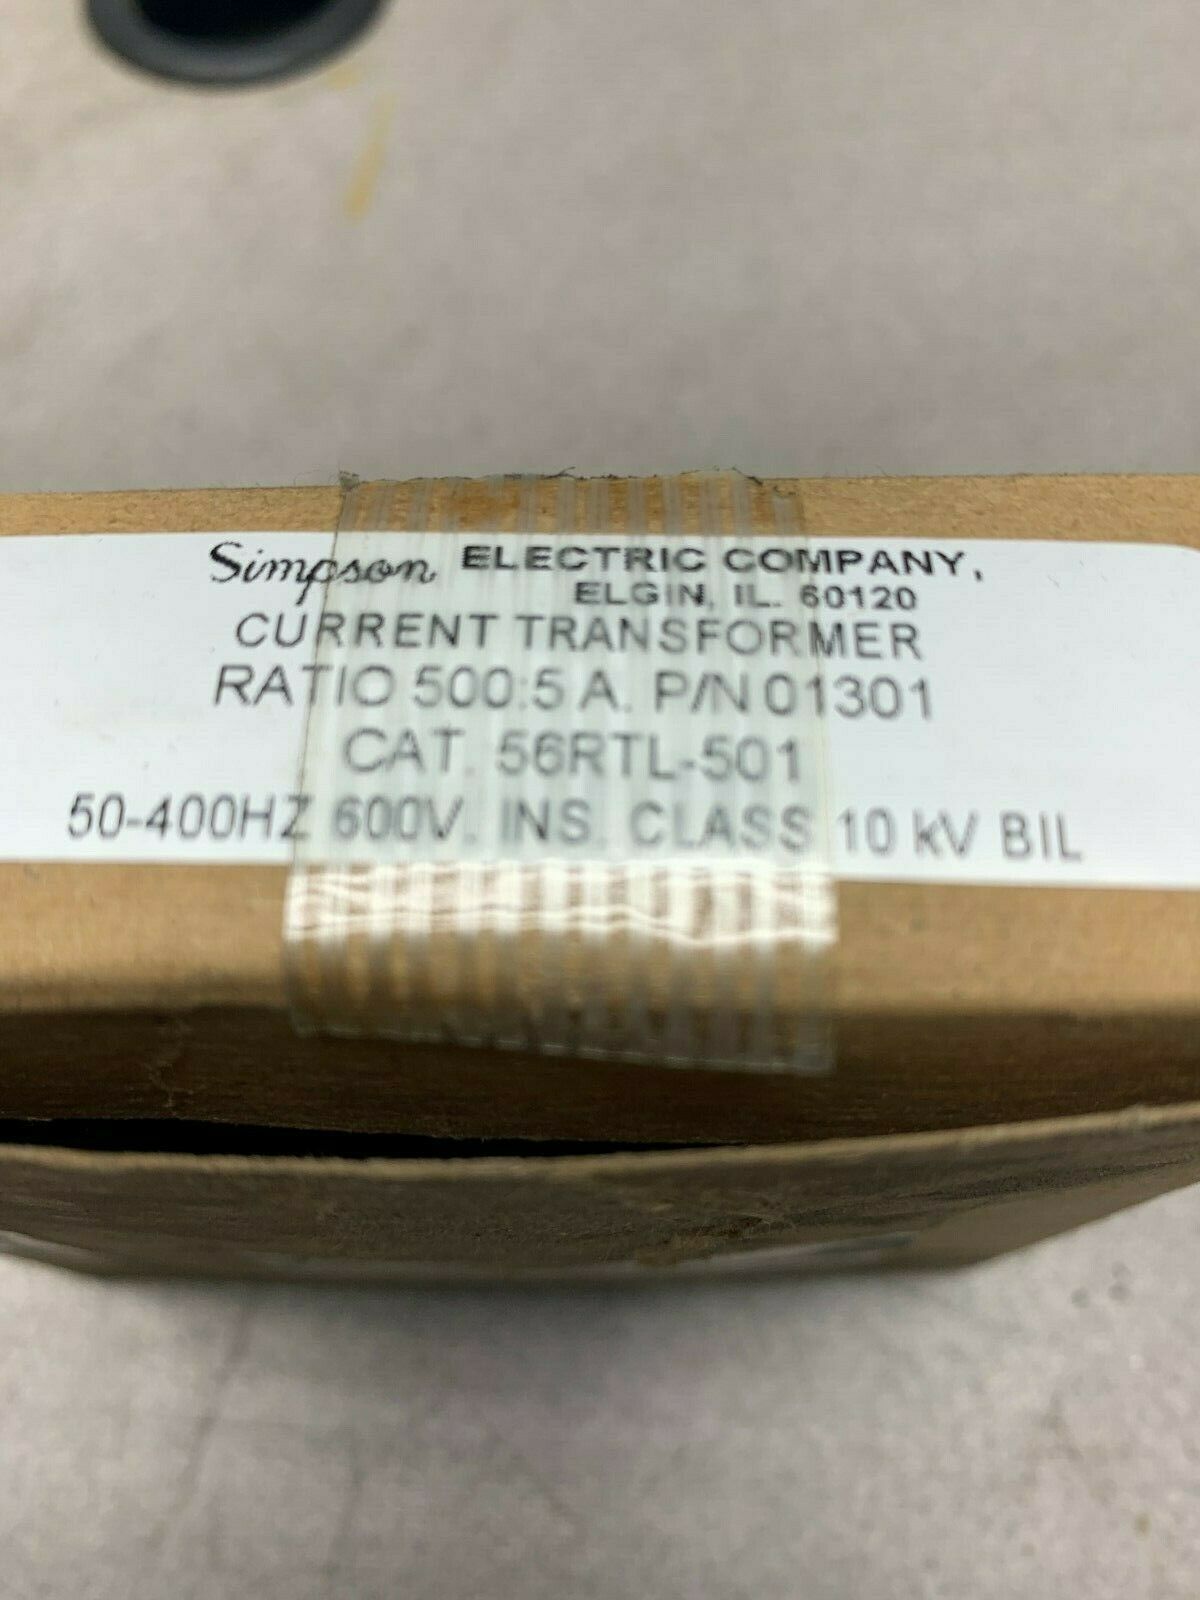 Simpson ELECTRIC COMPANY,
ELGIN, IL. 60120
CURRENT TRANSFORMER
RATIO 500:5 A. P/N 01301
CAT. 56RTL-501
50-400HZ 600V. INS. CLASS 10 kV BIL